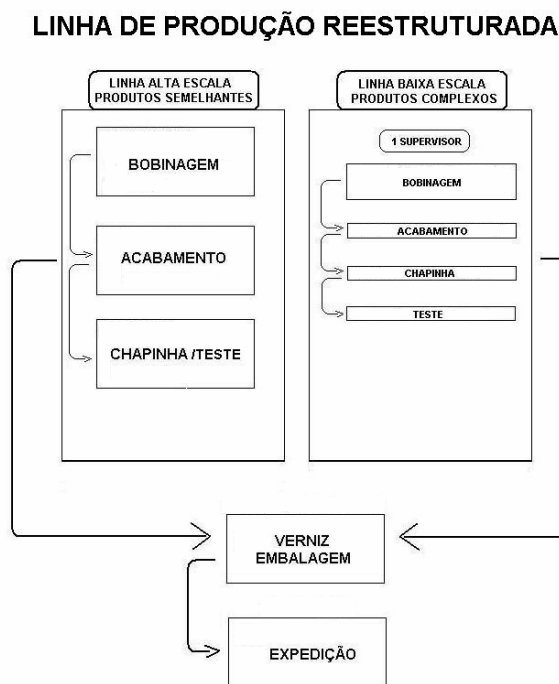 LINHA DE PRODUÇÃO REESTRUTURADA
LINHA ALTA ESCALA
PRODUTOS SEMELHANTES
BOBINAGEM
ACABAMENTO
CHAPINHA /TESTE
LINHA BAIXA ESCALA
PRODUTOS COMPLEXOS
1 SUPERVISOR
BOBINAGEM
ACABAMENTO
CHAPINHA
TESTE
VERNIZ
EMBALAGEM
EXPEDIÇÃO